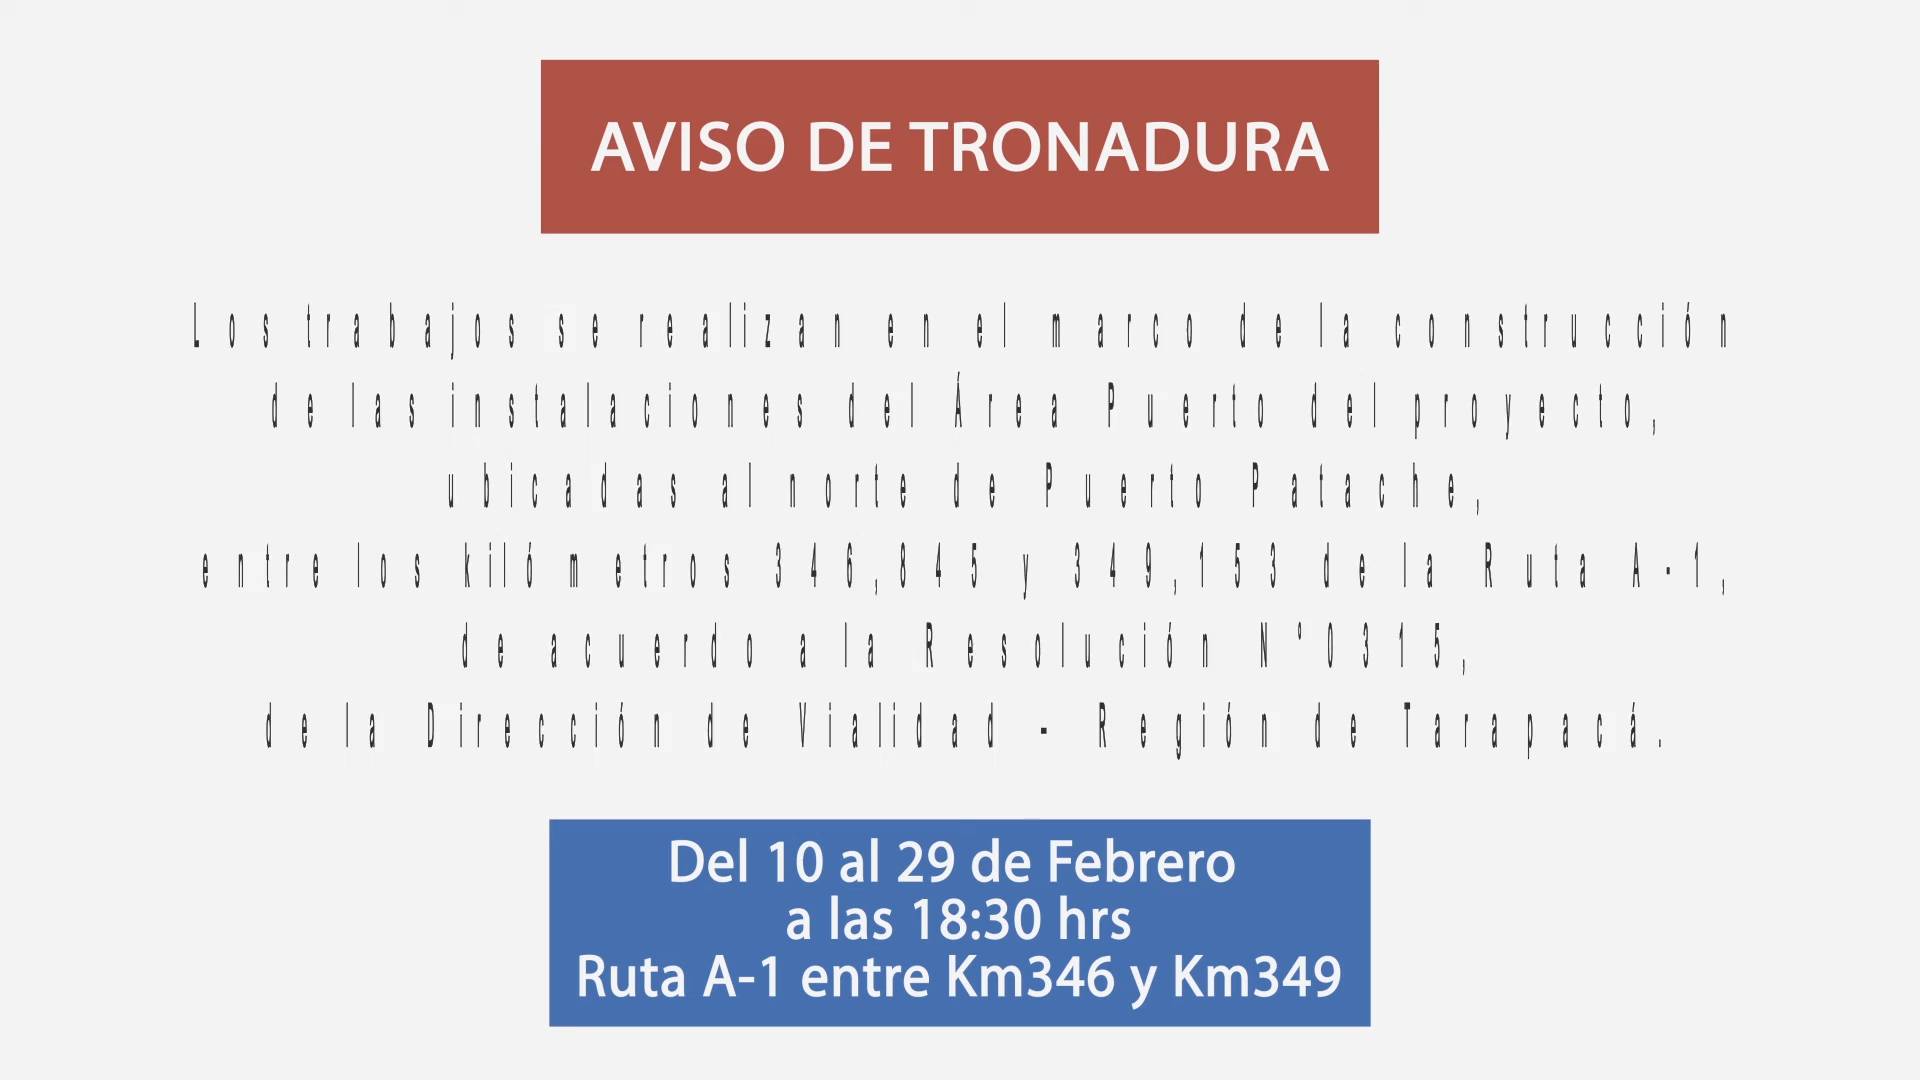 AVISO DE TRONADURA
Los trabajos se realizan en el marco de la construcción
de las instalaciones del Área Puerto del proyecto,
ubicadas al norte de Puerto Patache,
entre los kilómetros 346,845 y 349,153 de la Ruta A-1,
de acuerdo a la Resolución N°0315,
de la Dirección de Vialidad - Región de Tarapacá.
Del 10 al 29 de Febrero
a las 18:30 hrs
Ruta A-1 entre Km346 y Km349